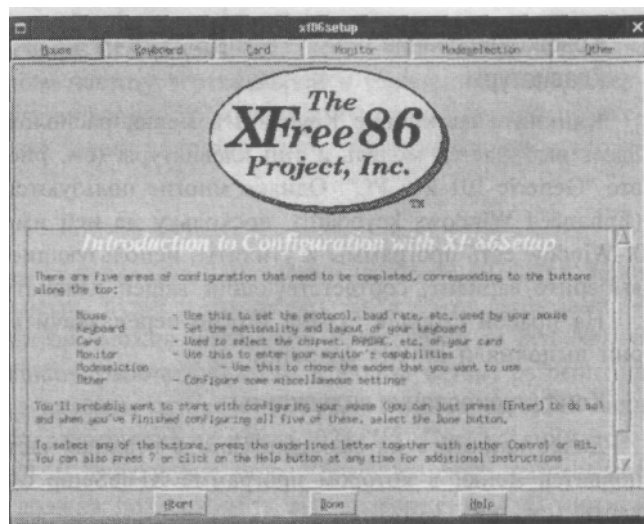 xf86setup
Mouse Keyboard Card Monitor Modeselection Other
The
XFree86
Project, Inc.
TM
Introduction to Configuration with XF86Setup
There are five areas of configuration that need to be completed, corresponding to the buttons
along the top:
Mouse - Use this to set the protocol, baud rate, etc. used by your mouse
Keyboard - Set the nationality and layout of your keyboard
Card - Used to select the chipset, RAMDAC, etc. of your card
Monitor - Use this to enter your monitor's capabilities
Modeselction - Use this to chose the modes that you want to use
Other - Configure some miscellaneous settings
You'll probably want to start with configuring your mouse (you can just press [Enter] to do so)
and when you've finished configuring all five of these, select the Done button.
To select any of the buttons, press the underlined letter together with either Control or Alt.
You can also press ? or click on the Help button at any time for additional instructions
Abort Done Help